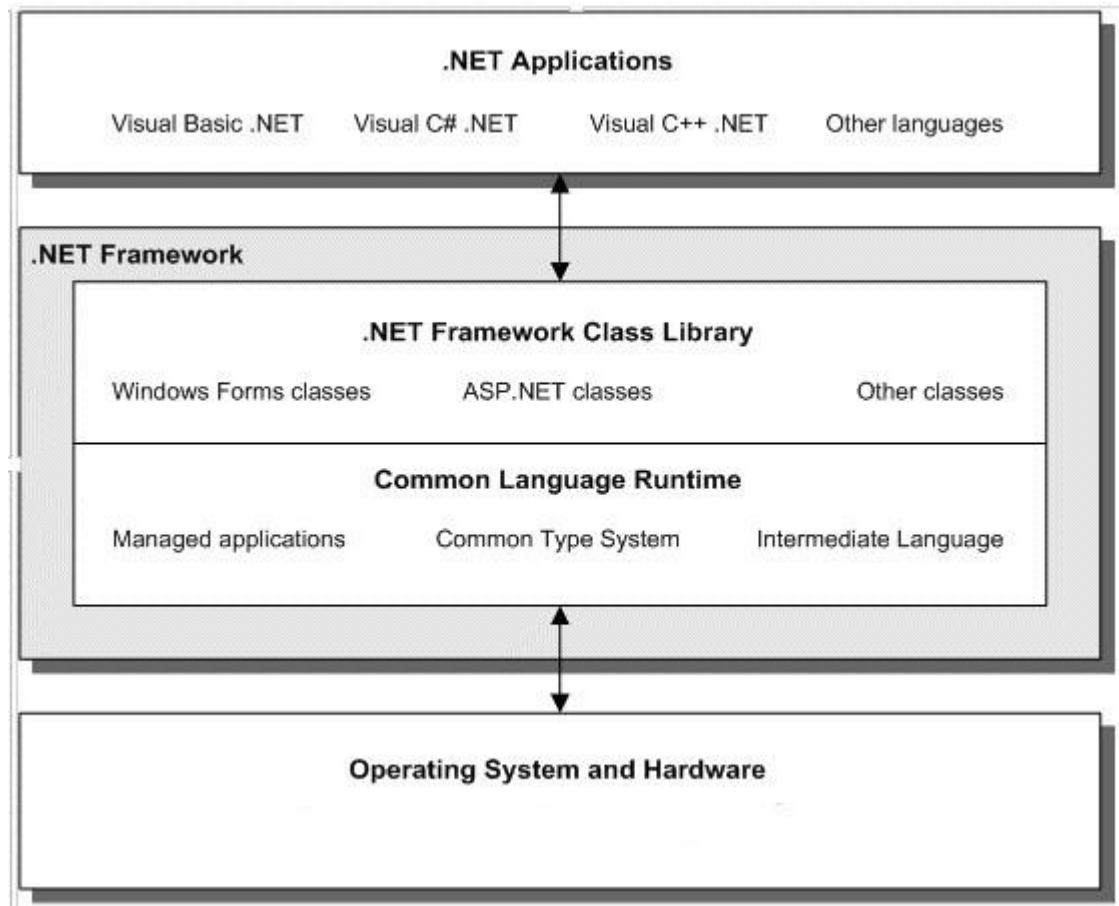 .NET Applications
Visual Basic .NET Visual C# .NET Visual C++ .NET Other languages
.NET Framework
.NET Framework Class Library
Windows Forms classes ASP.NET classes Other classes
Common Language Runtime
Managed applications Common Type System Intermediate Language
Operating System and Hardware